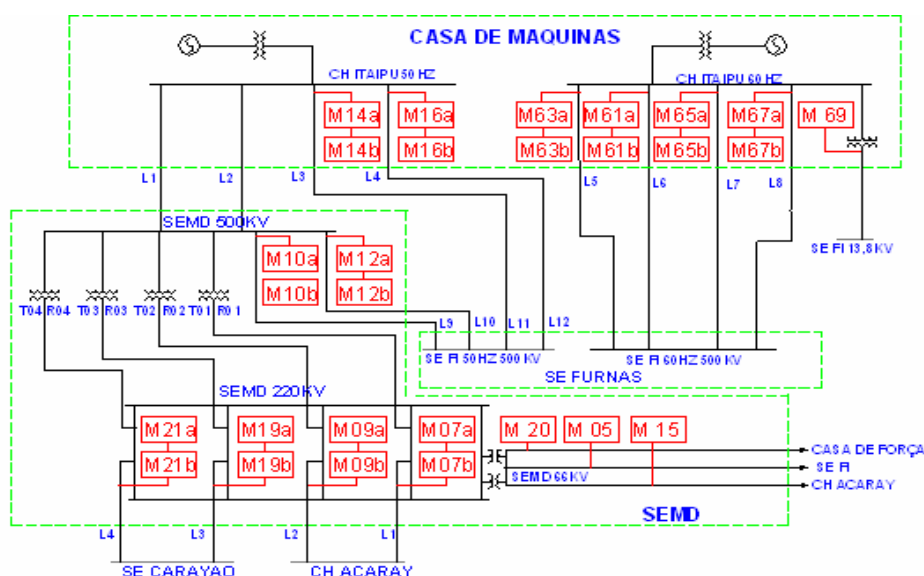 CASA DE MAQUINAS
CH ITAIPU 50 HZ
CH ITAIPU 60 HZ
M14a M16a M63a M61a M65a M67a M 69
M14b M16b M63b M61b M65b M67b
L1 L2 L3 L4 L5 L6 L7 L8
SEMD 500KV
SE FI 13,8KV
M10a M12a
M10b M12b
T04 R04 T03 R03 T02 R02 T01 R01
L9 L10 L11 L12
SE FI 50HZ 500 KV
SE FI 60HZ 500 KV
SE FURNAS
SEMD 220KV
M21a M19a M09a M07a M 20 M 05 M 15
M21b M19b M09b M07b
CASA DE FORÇA
SE FI
SEMD 66KV
CH ACARAY
SEMD
L4 L3 L2 L1
SE CARAYAO
CH ACARAY